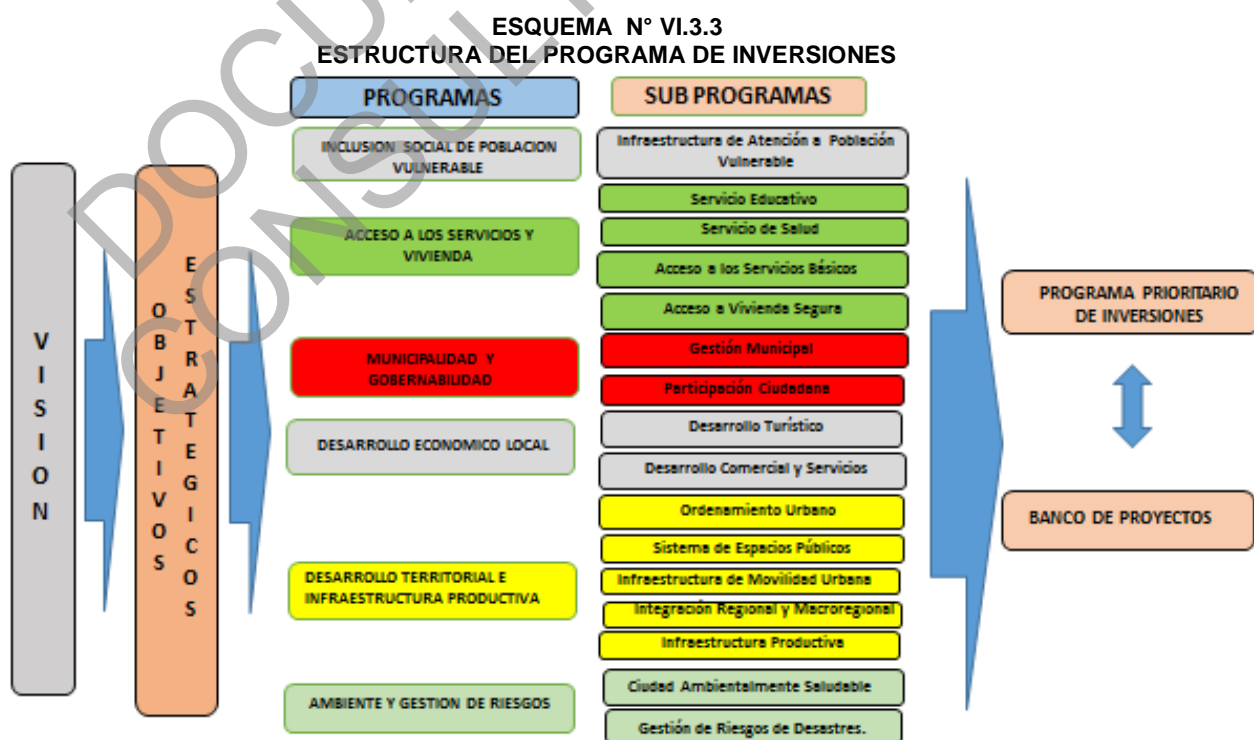 ESQUEMA N° VI.3.3
ESTRUCTURA DEL PROGRAMA DE INVERSIONES
PROGRAMAS
SUB PROGRAMAS
VISION
OBJETIVOS
ESTRATEGICOS
INCLUSION SOCIAL DE POBLACION
VULNERABLE
ACCESO A LOS SERVICIOS Y
VIVIENDA
MUNICIPALIDAD Y
GOBERNABILIDAD
DESARROLLO ECONOMICO LOCAL
DESARROLLO TERRITORIAL E
INFRAESTRUCTURA PRODUCTIVA
AMBIENTE Y GESTION DE RIESGOS
Infraestructura de Atención a Población
Vulnerable
Servicio Educativo
Servicio de Salud
Acceso a los Servicios Básicos
Acceso a Vivienda Segura
Gestión Municipal
Participación Ciudadana
Desarrollo Turístico
Desarrollo Comercial y Servicios
Ordenamiento Urbano
Sistema de Espacios Públicos
Infraestructura de Movilidad Urbana
Integración Regional y Macroregional
Infraestructura Productiva
Ciudad Ambientalmente Saludable
Gestión de Riesgos de Desastres.
PROGRAMA PRIORITARIO
DE INVERSIONES
BANCO DE PROYECTOS